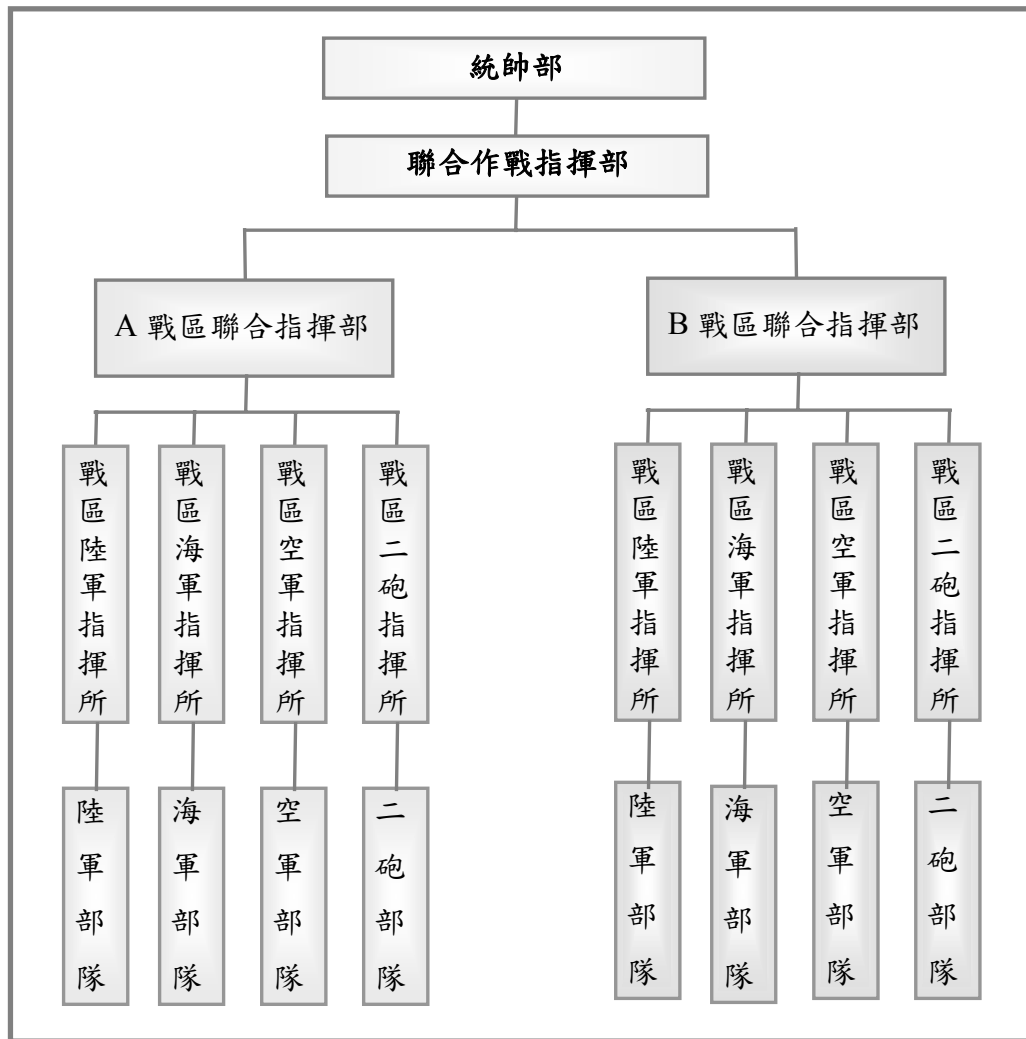 統帥部
聯合作戰指揮部
A 戰區聯合指揮部
B 戰區聯合指揮部
戰區陸軍指揮所
戰區海軍指揮所
戰區空軍指揮所
戰區二砲指揮所
戰區陸軍指揮所
戰區海軍指揮所
戰區空軍指揮所
戰區二砲指揮所
陸軍部隊
海軍部隊
空軍部隊
二砲部隊
陸軍部隊
海軍部隊
空軍部隊
二砲部隊